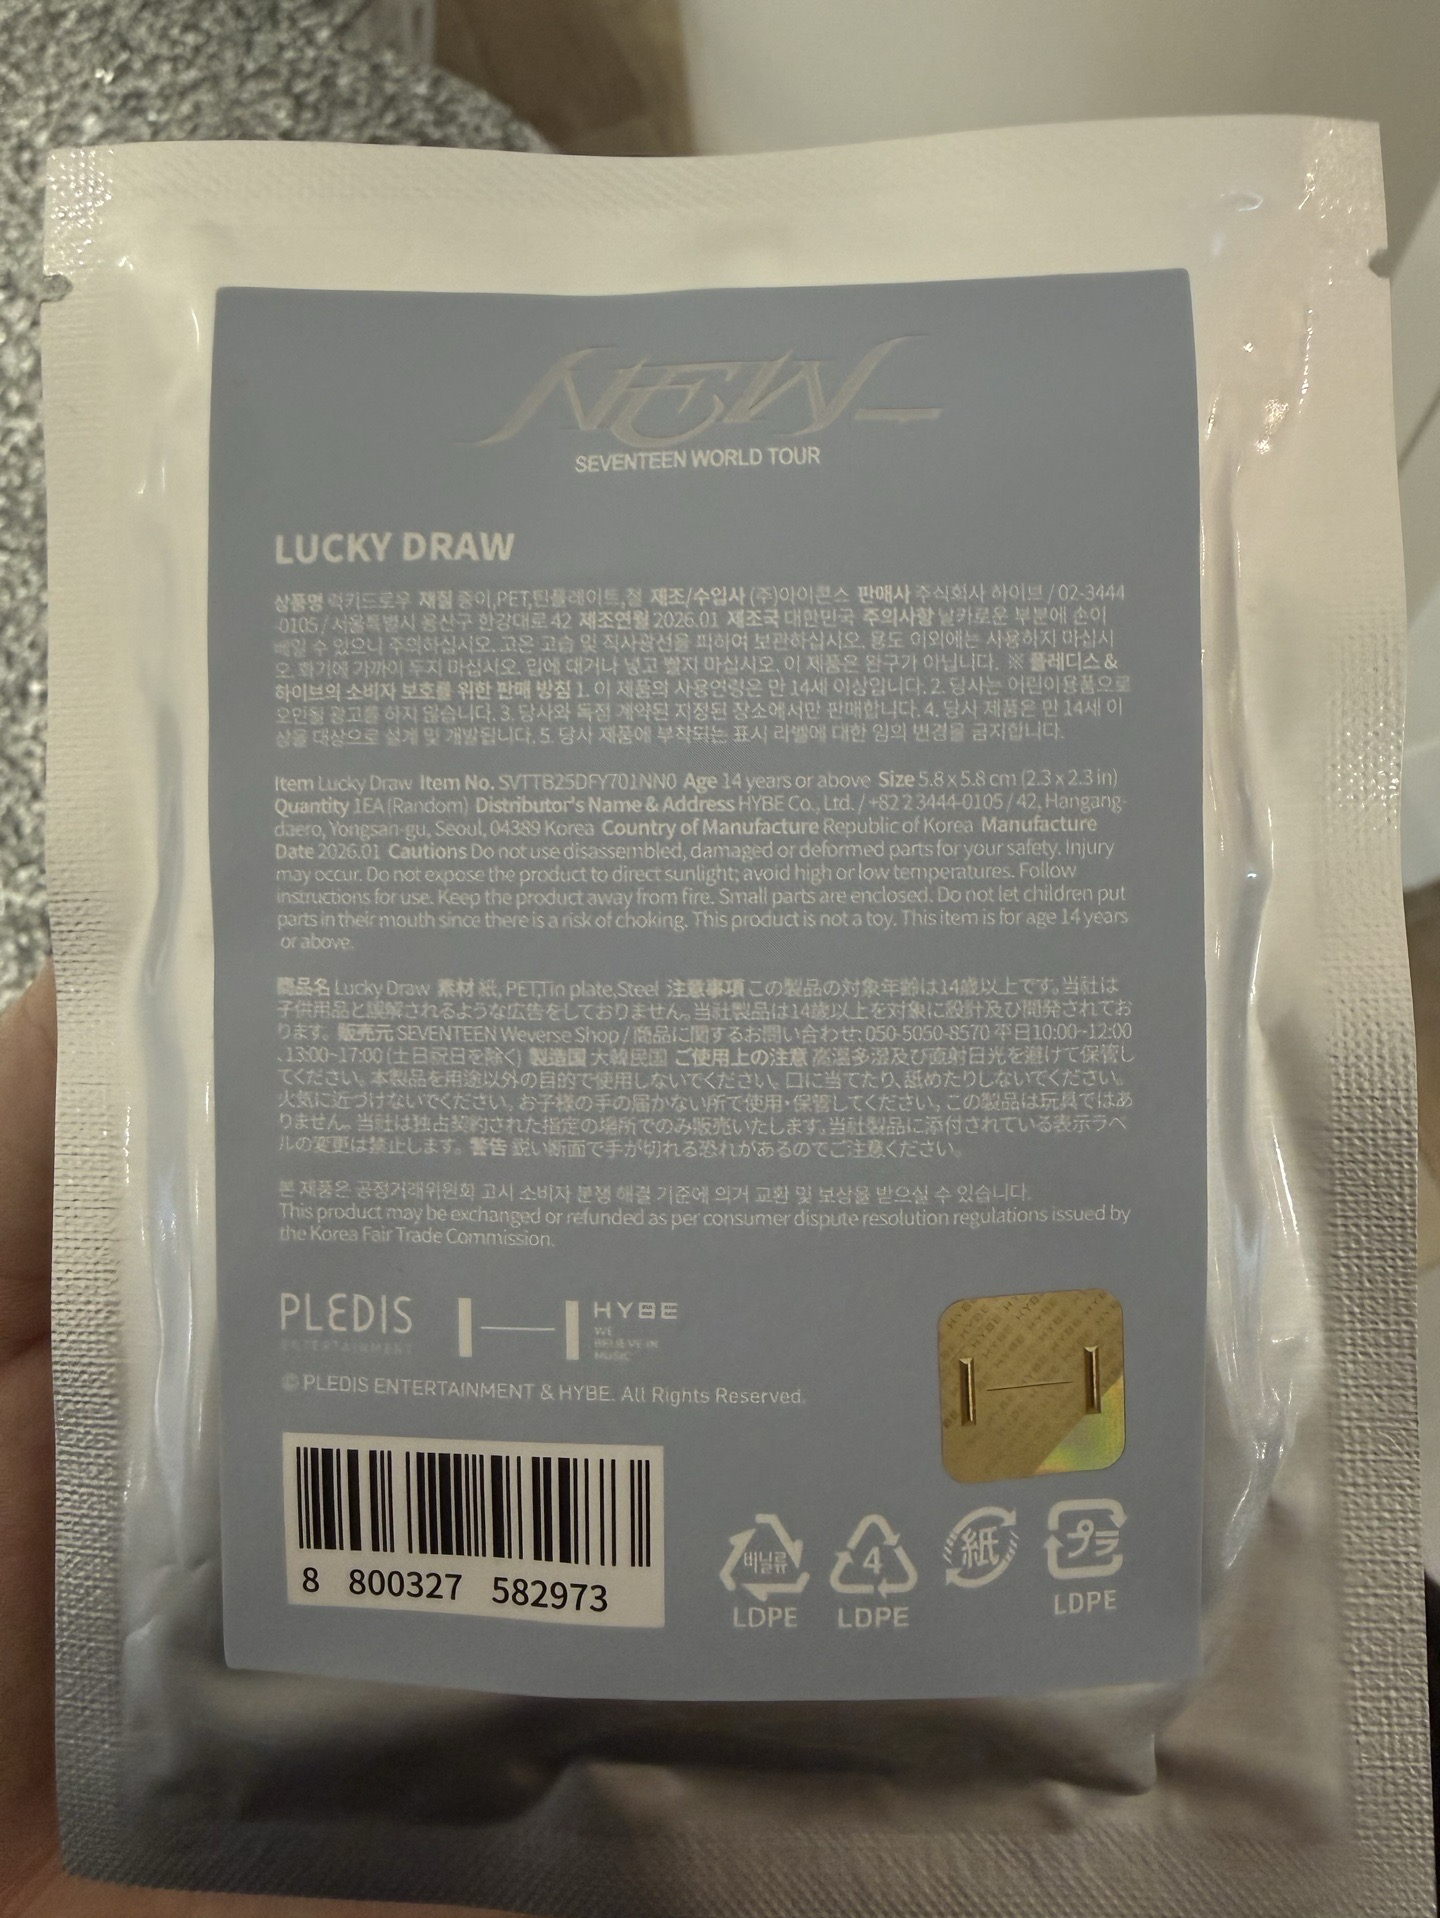 NEW_
SEVENTEEN WORLD TOUR
LUCKY DRAW
상품명 럭키드로우 재질 종이,PET,틴플레이트,철 제조/수입사 (주)아이콘스 판매사 주식회사 하이브 / 02-3444
-0105 / 서울특별시 용산구 한강대로 42 제조연월 2026.01 제조국 대한민국 주의사항 날카로운 부분에 손이
베일 수 있으니 주의하십시오. 고온 고습 및 직사광선을 피하여 보관하십시오. 용도 이외에는 사용하지 마십시
오. 화기에 가까이 두지 마십시오. 입에 대거나 넣고 빨지 마십시오. 이 제품은 완구가 아닙니다. ※ 플레디스 &
하이브의 소비자 보호를 위한 판매 방침 1. 이 제품의 사용연령은 만 14세 이상입니다. 2. 당사는 어린이용품으로
오인될 광고를 하지 않습니다. 3. 당사와 독점 계약된 지정된 장소에서만 판매합니다. 4. 당사 제품은 만 14세 이
상을 대상으로 설계 및 개발됩니다. 5. 당사 제품에 부착되는 표시 라벨에 대한 임의 변경을 금지합니다.
Item Lucky Draw Item No. SVTTB25DFY701NN0 Age 14 years or above Size 5.8 x 5.8 cm (2.3 x 2.3 in)
Quantity 1EA (Random) Distributor's Name & Address HYBE Co., Ltd. / +82 2 3444-0105 / 42, Hangang-
daero, Yongsan-gu, Seoul, 04389 Korea Country of Manufacture Republic of Korea Manufacture
Date 2026.01 Cautions Do not use disassembled, damaged or deformed parts for your safety. Injury
may occur. Do not expose the product to direct sunlight; avoid high or low temperatures. Follow
instructions for use. Keep the product away from fire. Small parts are enclosed. Do not let children put
parts in their mouth since there is a risk of choking. This product is not a toy. This item is for age 14 years
or above.
商品名 Lucky Draw 素材 紙, PET,Tin plate,Steel 注意事項 この製品の対象年齢は14歳以上です。当社は
子供用品と誤解されるような広告をしておりません。当社製品は14歳以上を対象に設計及び開発されてお
ります。 販売元 SEVENTEEN Weverse Shop / 商品に関するお問い合わせ: 050-5050-8570 平日10:00~12:00
、13:00~17:00 (土日祝日を除く) 製造国 大韓民国 ご使用上の注意 高温多湿及び直射日光を避けて保管し
てください。本製品を用途以外の目的で使用しないでください。口に当てたり、舐めたりしないでください。
火気に近づけないでください。お子様の手の届かない所で使用・保管してください。この製品は玩具ではあ
りません。当社は独占契約された指定の場所でのみ販売いたします。当社製品に添付されている表示ラベ
ルの変更は禁止します。 警告 鋭い断面で手が切れる恐れがあるのでご注意ください。
본 제품은 공정거래위원회 고시 소비자 분쟁 해결 기준에 의거 교환 및 보상을 받으실 수 있습니다.
This product may be exchanged or refunded as per consumer dispute resolution regulations issued by
the Korea Fair Trade Commission.
PLEDIS
ENTERTAINMENT
HYBE
WE
BELIEVE IN
MUSIC
© PLEDIS ENTERTAINMENT & HYBE. All Rights Reserved.
HYBE HYBE HYBE
8 800327 582973
비닐류
LDPE
4
LDPE
紙
プラ
LDPE